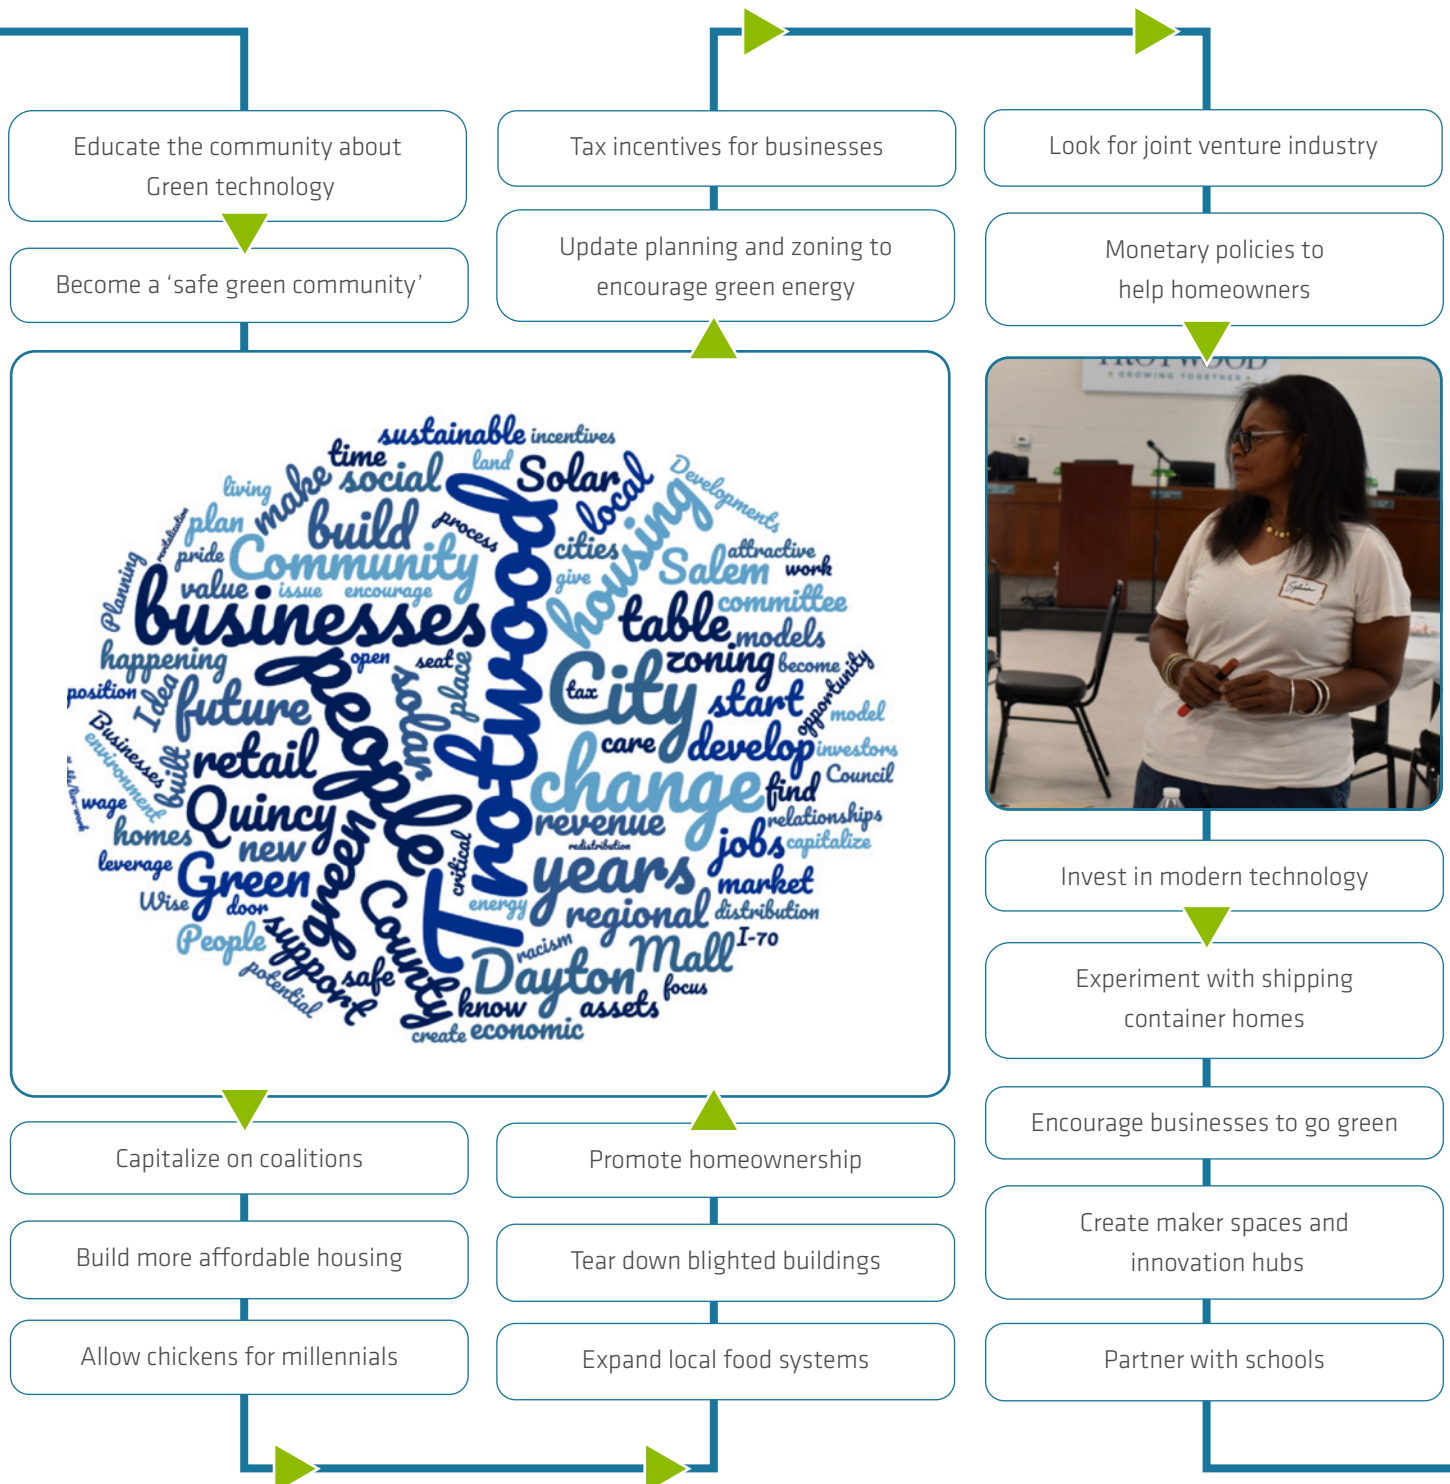 Educate the community about
Green technology
Become a ‘safe green community’
Tax incentives for businesses
Update planning and zoning to
encourage green energy
Look for joint venture industry
Monetary policies to
help homeowners
sustainable incentives
time land Solar
living make social local Developments
plan build process housing
revitalization pride Community cities attractive
Planning value issue encourage give Salem work
businesses Trotwood table committee
models
happening open seat place zoning become
position Idea people solar tax City start opportunity
future model
Businesses care develop investors
environment built retail change Council
wage Quincy find
homes new revenue relationships
leverage green critical redistribution jobs capitalize
Green years market
Wise door County energy regional distribution
People support racism Mall I-70
potential safe Dayton focus
know assets
create economic
TROTWOOD
GROWING TOGETHER
Sylvia
Capitalize on coalitions
Build more affordable housing
Allow chickens for millennials
Promote homeownership
Tear down blighted buildings
Expand local food systems
Invest in modern technology
Experiment with shipping
container homes
Encourage businesses to go green
Create maker spaces and
innovation hubs
Partner with schools